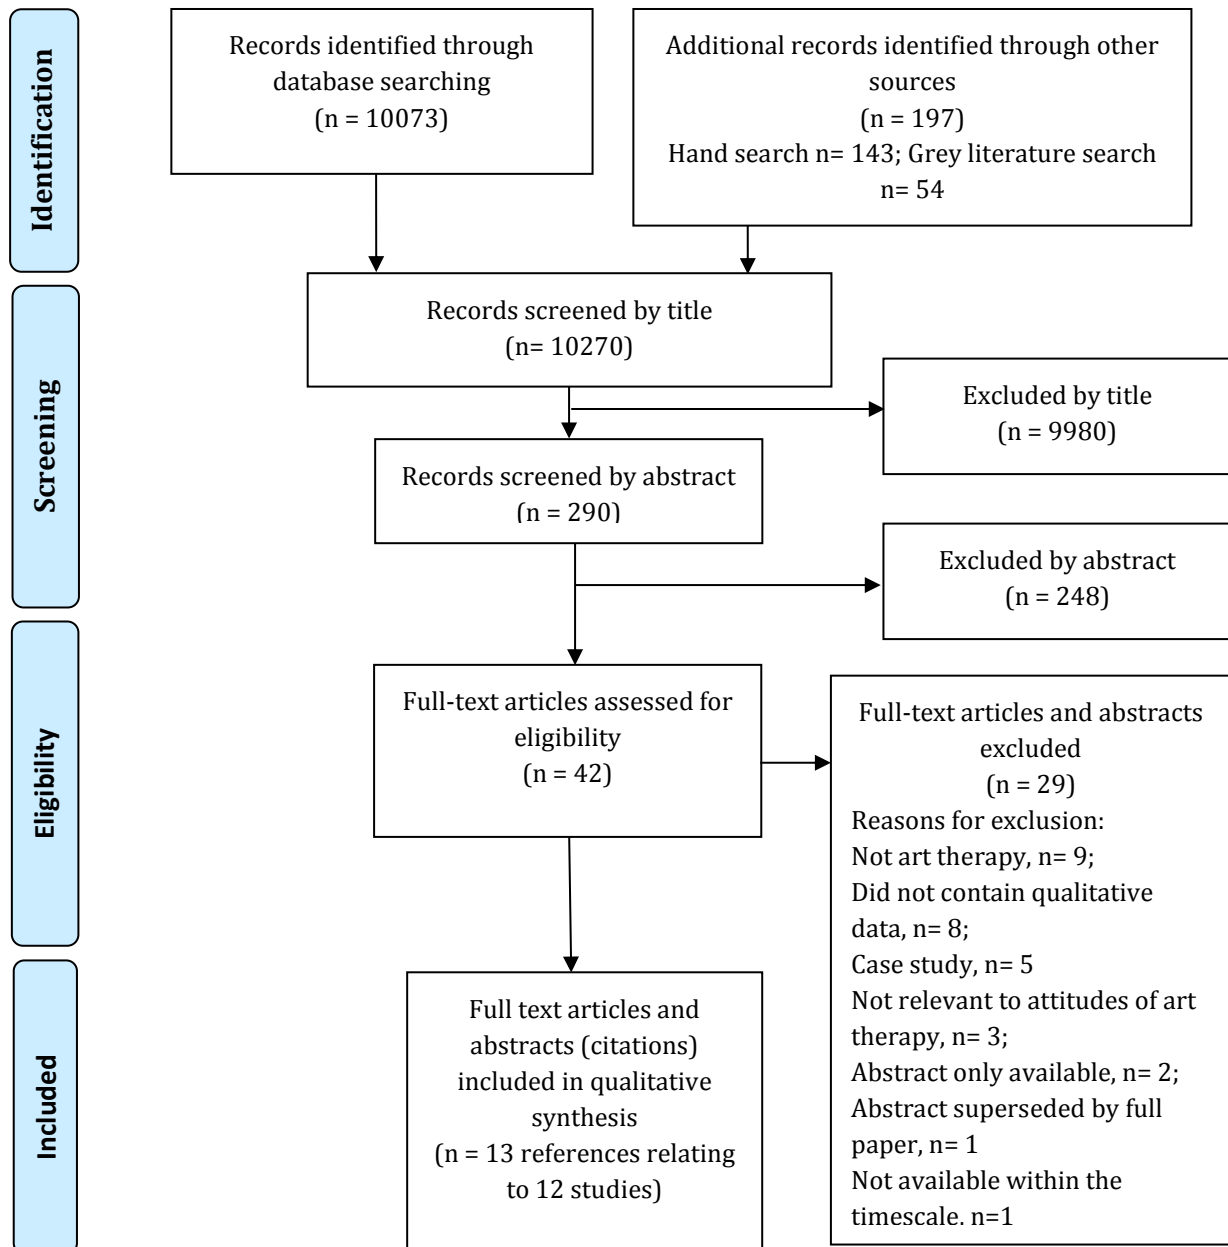 Identification
Records identified through
database searching
(n = 10073)
Additional records identified through other
sources
(n = 197)
Hand search n= 143; Grey literature search
n= 54
Screening
Records screened by title
(n= 10270)
Excluded by title
(n = 9980)
Records screened by abstract
(n = 290)
Excluded by abstract
(n = 248)
Eligibility
Full-text articles assessed for
eligibility
(n = 42)
Full-text articles and abstracts
excluded
(n = 29)
Reasons for exclusion:
Not art therapy, n= 9;
Did not contain qualitative
data, n= 8;
Case study, n= 5
Not relevant to attitudes of art
therapy, n= 3;
Abstract only available, n= 2;
Abstract superseded by full
paper, n= 1
Not available within the
timescale. n=1
Included
Full text articles and
abstracts (citations)
included in qualitative
synthesis
(n = 13 references relating
to 12 studies)